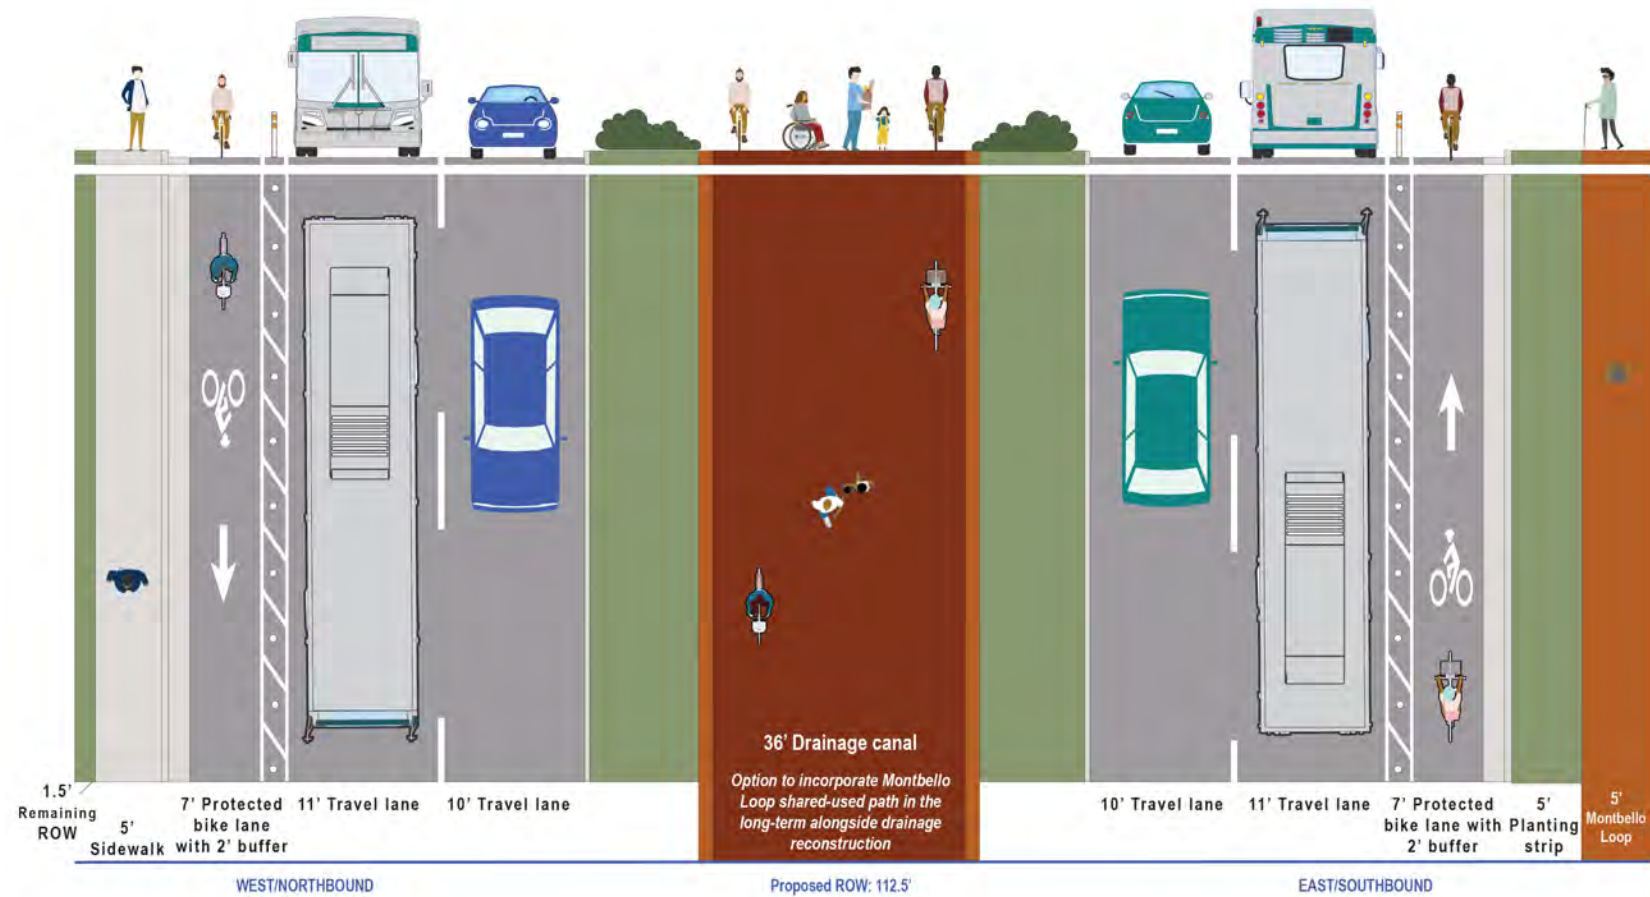 36’ Drainage canal
Option to incorporate Montbello
Loop shared-used path in the
long-term alongside drainage
reconstruction
1.5’
Remaining
ROW
5’
Sidewalk
7’ Protected
bike lane
with 2’ buffer
11’ Travel lane
10’ Travel lane
10’ Travel lane
11’ Travel lane
7’ Protected
bike lane with
2’ buffer
5’
Planting
strip
5’
Montbello
Loop
WEST/NORTHBOUND
Proposed ROW: 112.5’
EAST/SOUTHBOUND